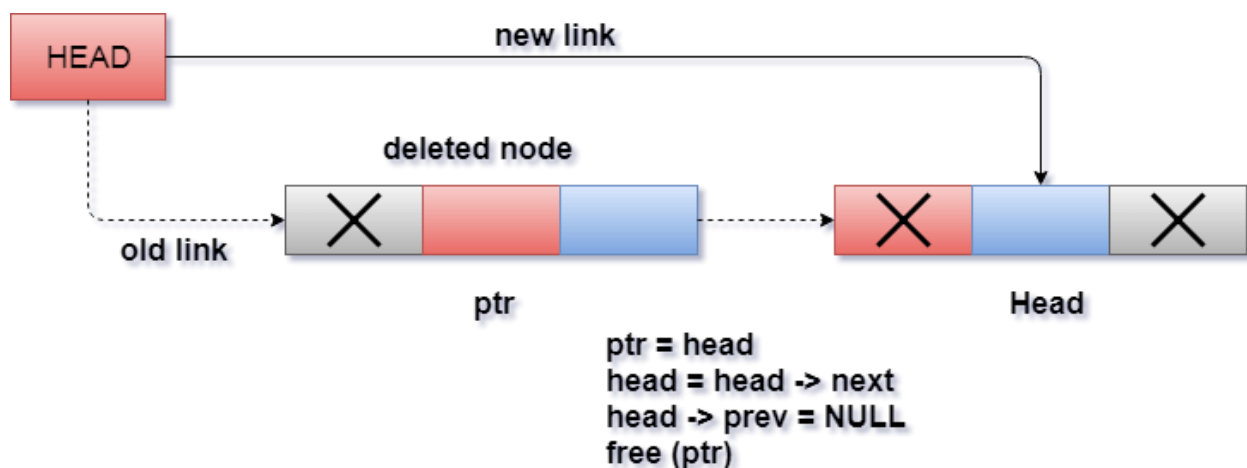 HEAD
new link
deleted node
old link
ptr
Head
ptr = head
head = head -> next
head -> prev = NULL
free (ptr)